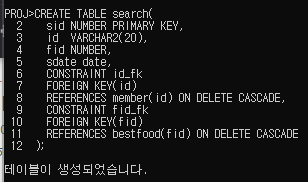 PROJ>CREATE TABLE search(
  2    sid NUMBER PRIMARY KEY,
  3    id  VARCHAR2(20),
  4    fid NUMBER,
  5    sdate date,
  6    CONSTRAINT id_fk
  7    FOREIGN KEY(id)
  8    REFERENCES member(id) ON DELETE CASCADE,
  9    CONSTRAINT fid_fk
 10    FOREIGN KEY(fid)
 11    REFERENCES bestfood(fid) ON DELETE CASCADE
 12  );
테이블이 생성되었습니다.